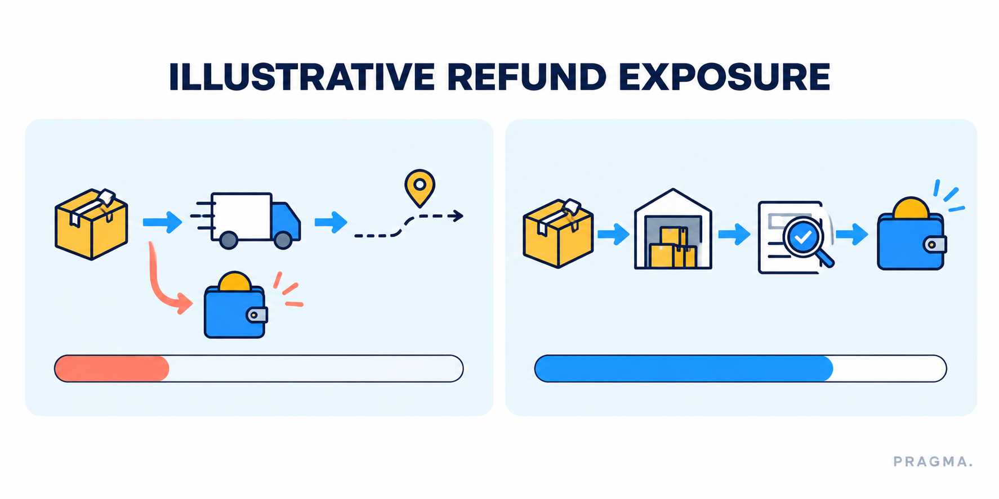 ILLUSTRATIVE REFUND EXPOSURE
PRAGMA.